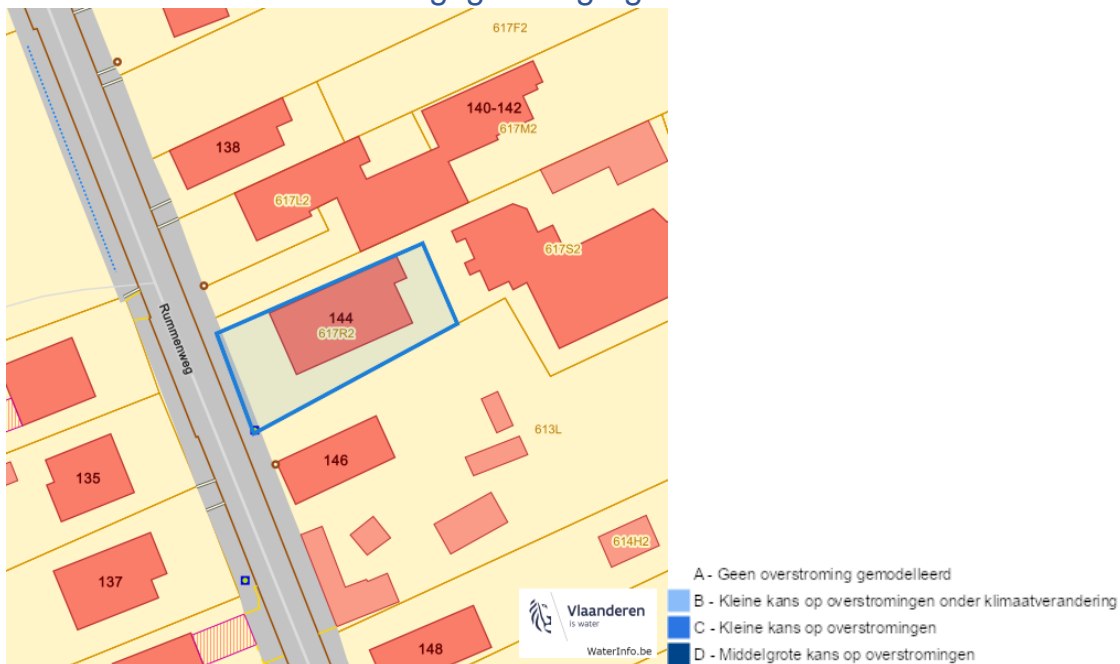 617F2
140-142
617M2
138
617L2
617S2
144
617R2
Rummenweg
613L
146
135
614H2
137
148
Vlaanderen
is water
WaterInfo.be
A - Geen overstroming gemodelleerd
B - Kleine kans op overstromingen onder klimaatverandering
C - Kleine kans op overstromingen
D - Middelgrote kans op overstromingen